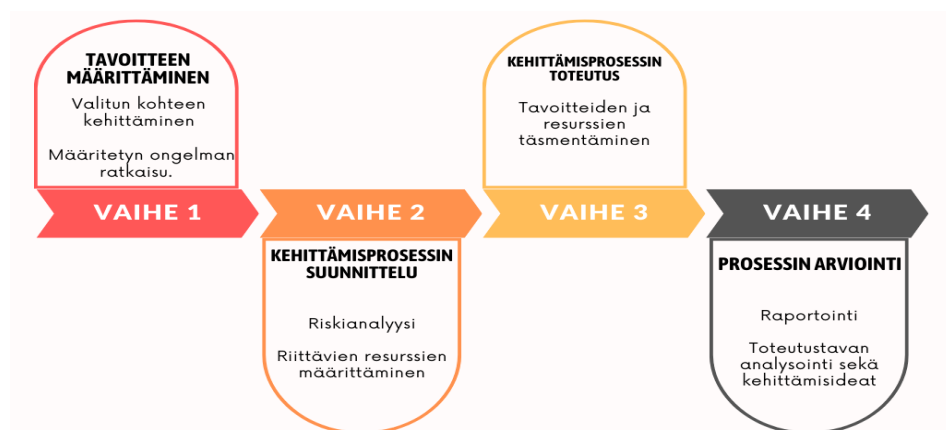 TAVOITTEEN
MÄÄRITTÄMINEN
Valitun kohteen
kehittäminen
Määritetyn ongelman
ratkaisu.
VAIHE 1
VAIHE 2
KEHITTÄMISPROSESSIN
SUUNNITTELU
Riskianalyysi
Riittävien resurssien
määrittäminen
KEHITTÄMISPROSESSIN
TOTEUTUS
Tavoitteiden ja
resurssien
täsmentäminen
VAIHE 3
VAIHE 4
PROSESSIN ARVIOINTI
Raportointi
Toteutustavan
analysointi sekä
kehittämisideat